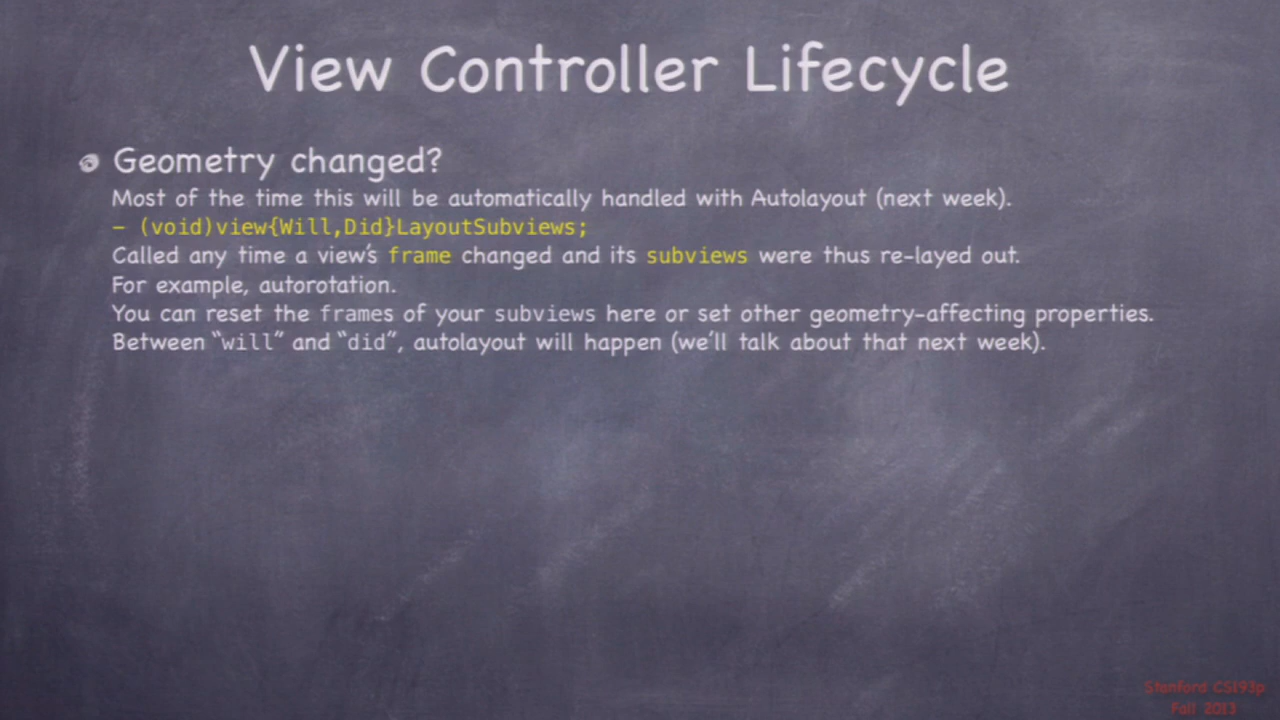 View Controller Lifecycle
Geometry changed?
Most of the time this will be automatically handled with Autolayout (next week).
- (void)view{Will,Did}LayoutSubviews;
Called any time a view's frame changed and its subviews were thus re-layed out.
For example, autorotation.
You can reset the frames of your subviews here or set other geometry-affecting properties.
Between "will" and "did", autolayout will happen (we'll talk about that next week).
Stanford CS193p
Fall 2013